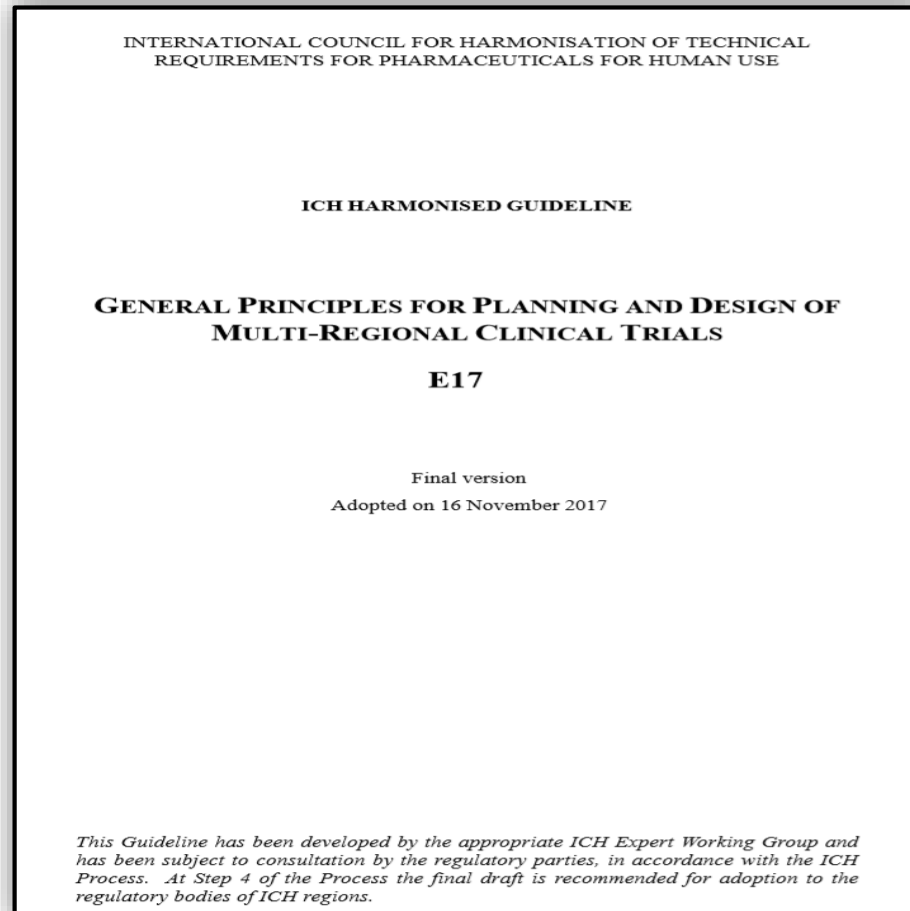 INTERNATIONAL COUNCIL FOR HARMONISATION OF TECHNICAL
REQUIREMENTS FOR PHARMACEUTICALS FOR HUMAN USE
ICH HARMONISED GUIDELINE
GENERAL PRINCIPLES FOR PLANNING AND DESIGN OF
MULTI-REGIONAL CLINICAL TRIALS
E17
Final version
Adopted on 16 November 2017
This Guideline has been developed by the appropriate ICH Expert Working Group and
has been subject to consultation by the regulatory parties, in accordance with the ICH
Process. At Step 4 of the Process the final draft is recommended for adoption to the
regulatory bodies of ICH regions.